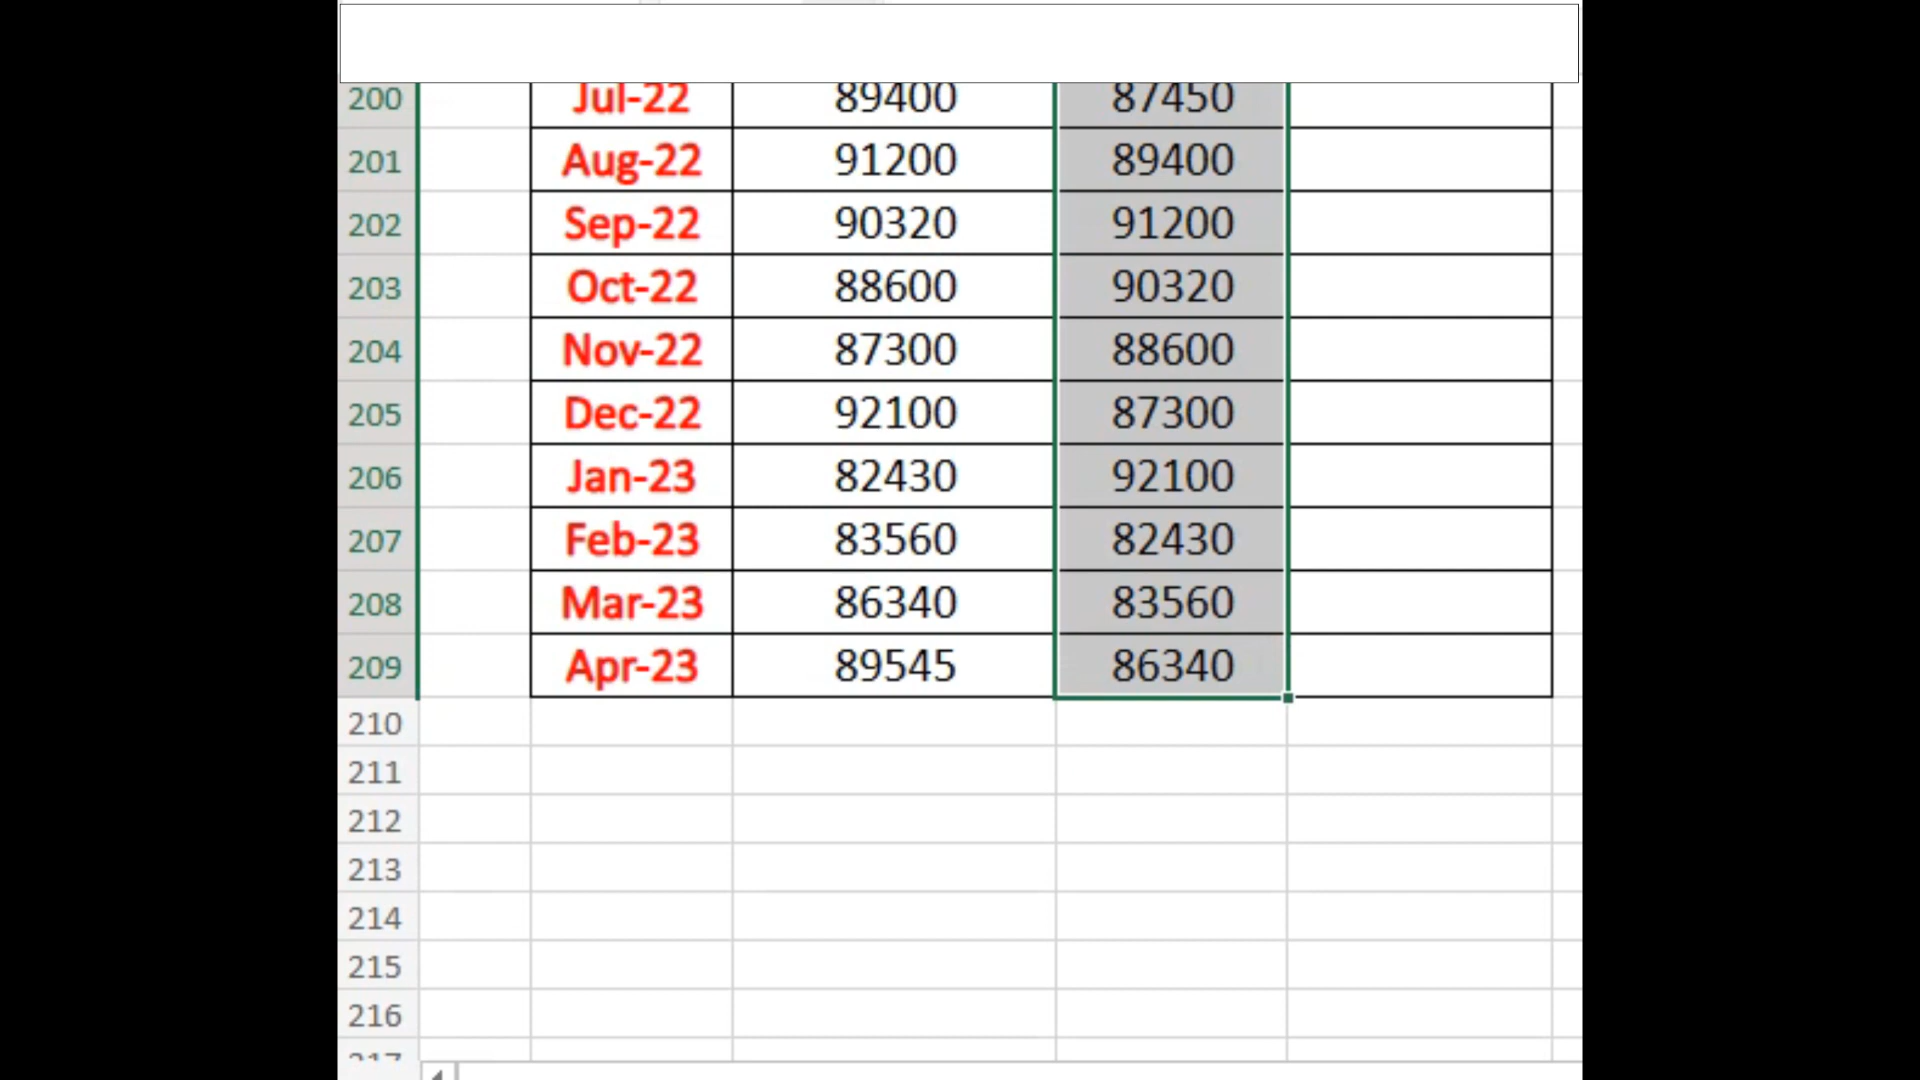 200 Jul-22 89400 87450
201 Aug-22 91200 89400
202 Sep-22 90320 91200
203 Oct-22 88600 90320
204 Nov-22 87300 88600
205 Dec-22 92100 87300
206 Jan-23 82430 92100
207 Feb-23 83560 82430
208 Mar-23 86340 83560
209 Apr-23 89545 86340
210
211
212
213
214
215
216